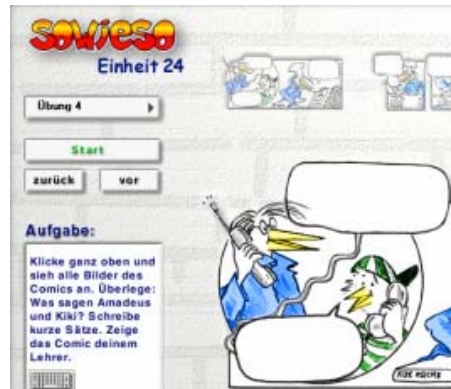 sowieso
Einheit 24
Übung 4
Start
zurück vor
Aufgabe:
Klicke ganz oben und
sieh alle Bilder des
Comics an. Überlege:
Was sagen Amadeus
und Kiki? Schreibe
kurze Sätze. Zeige
das Comic deinem
Lehrer.